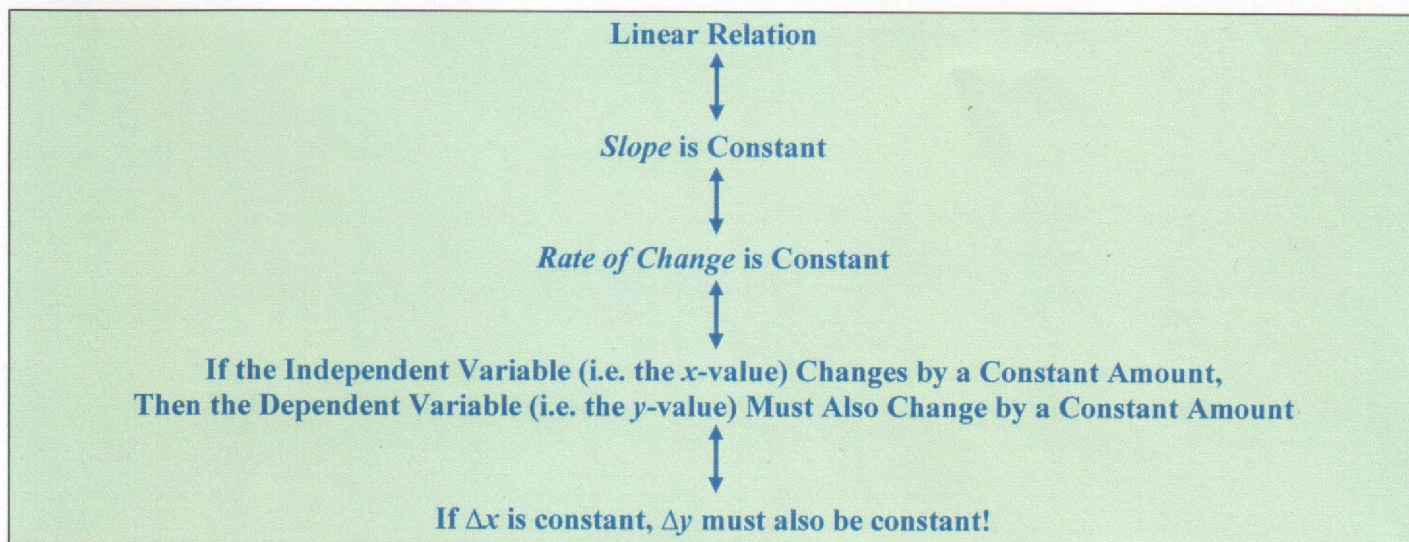 Linear Relation
Slope is Constant
Rate of Change is Constant
If the Independent Variable (i.e. the x-value) Changes by a Constant Amount,
Then the Dependent Variable (i.e. the y-value) Must Also Change by a Constant Amount
If Δx is constant, Δy must also be constant!